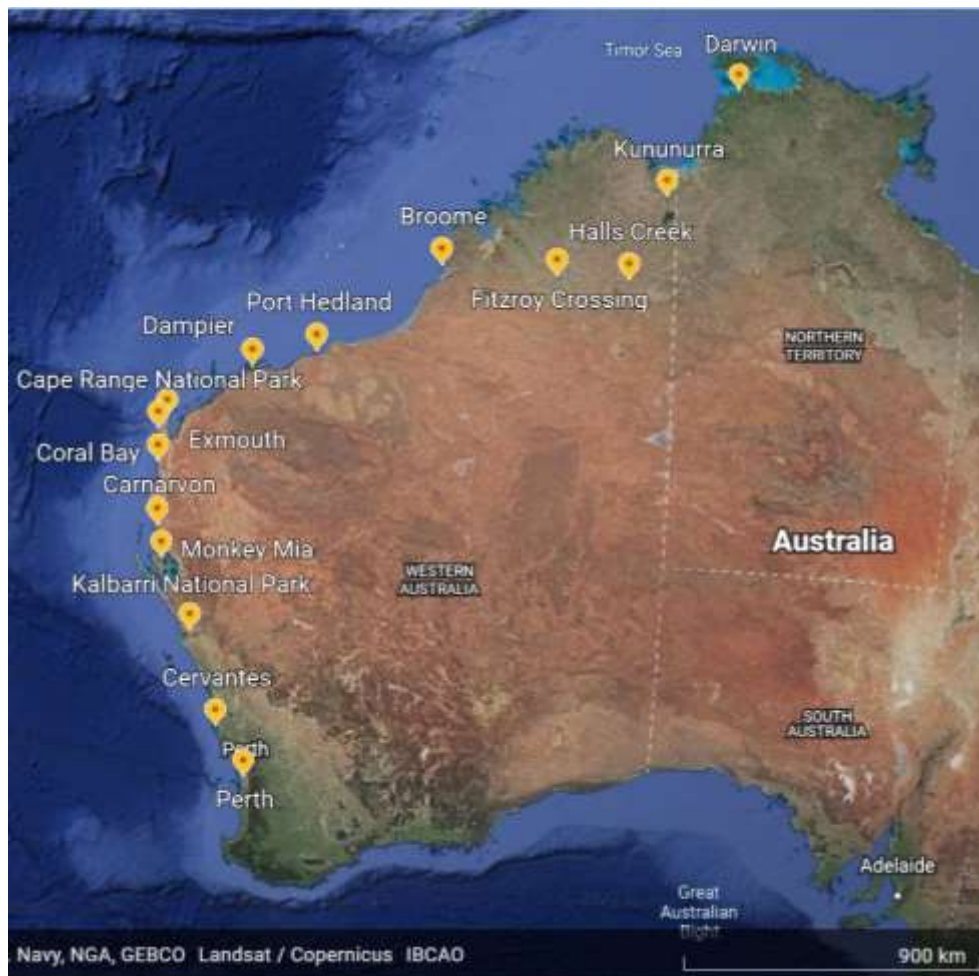 Timor Sea
Darwin
Kununurra
Broome
Halls Creek
Fitzroy Crossing
Port Hedland
Dampier
NORTHERN
TERRITORY
Cape Range National Park
Exmouth
Coral Bay
Carnarvon
Australia
Monkey Mia
WESTERN
AUSTRALIA
Kalbarri National Park
Cervantes
SOUTH
AUSTRALIA
Perth
Perth
Adelaide
Great
Australian
Bight
Navy, NGA, GEBCO Landsat / Copernicus IBCAO
900 km